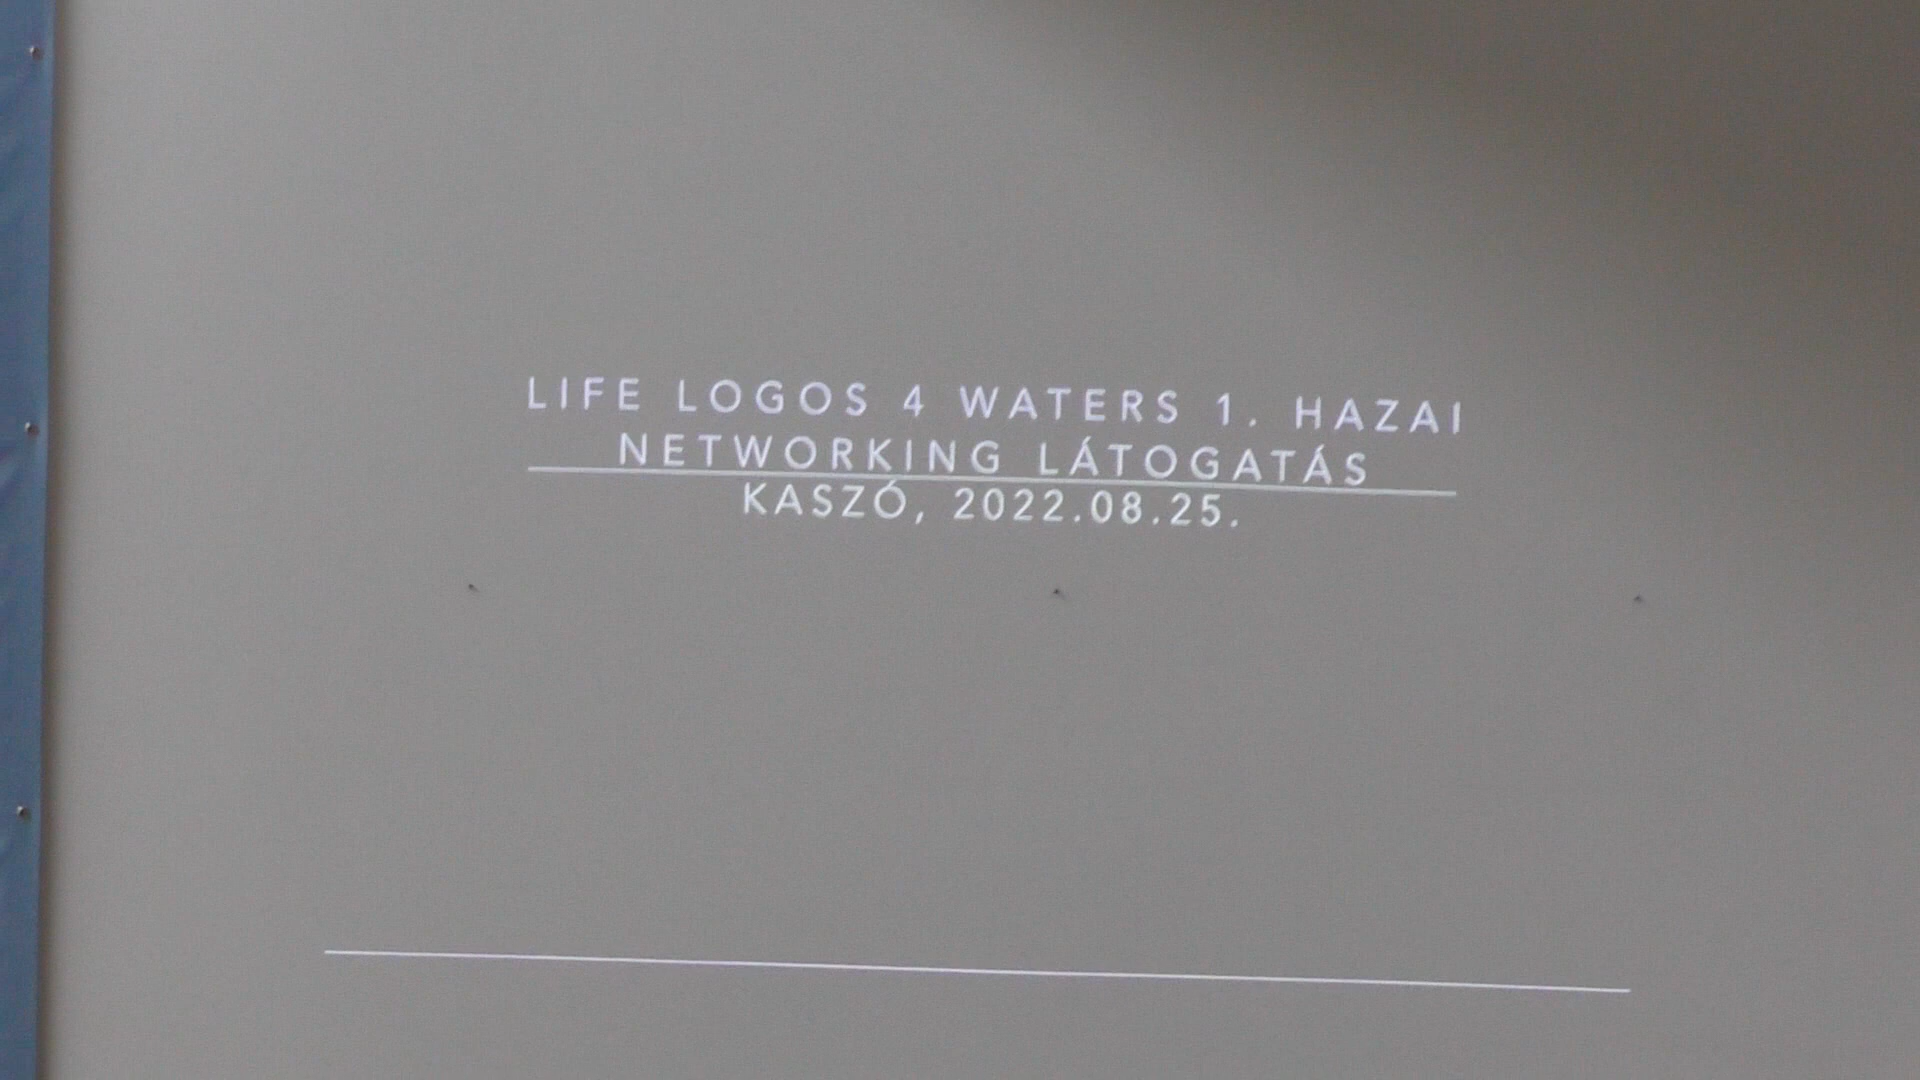 LIFE LOGOS 4 WATERS 1. HAZAI
NETWORKING LÁTOGATÁS
KASZÓ, 2022.08.25.